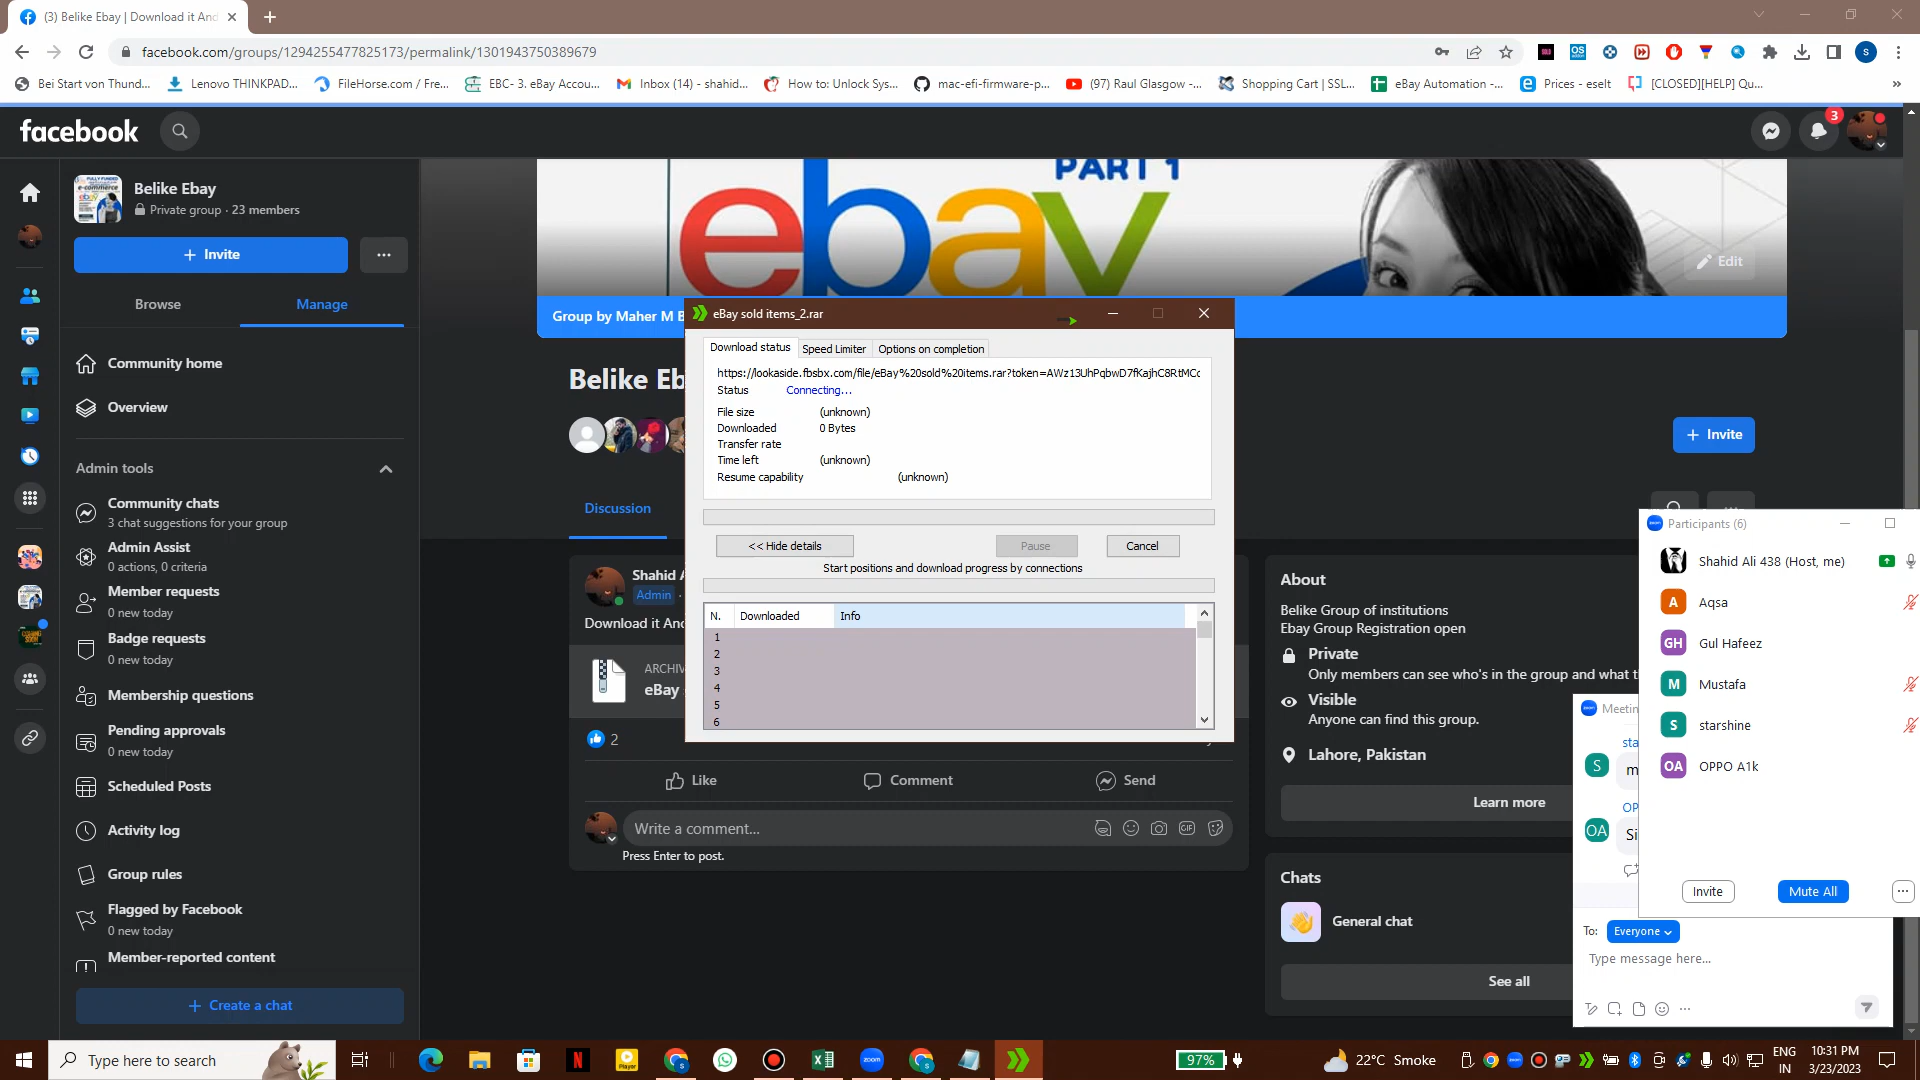 (3) Belike Ebay | Download it And
facebook.com/groups/1294255477825173/permalink/1301943750389679
Bei Start von Thund...
Lenovo THINKPAD...
FileHorse.com / Fre...
EBC- 3. eBay Accou...
Inbox (14) - shahid...
How to: Unlock Sys...
mac-efi-firmware-p...
(97) Raul Glasgow -...
Shopping Cart | SSL...
eBay Automation -...
Prices - eselt
[CLOSED][HELP] Qu...
facebook
3
Belike Ebay
Private group · 23 members
+ Invite
Browse
Manage
Community home
Overview
Admin tools
Community chats
3 chat suggestions for your group
Admin Assist
0 actions, 0 criteria
Member requests
0 new today
Badge requests
0 new today
Membership questions
Pending approvals
0 new today
Scheduled Posts
Activity log
Group rules
Flagged by Facebook
0 new today
Member-reported content
+ Create a chat
PART 1
ebay
Edit
Group by Maher M B
Belike Eb
+ Invite
Discussion
Shahid A
Admin ·
Download it And
ARCHIV
eBay
2
Like
Comment
Send
Write a comment...
GIF
Press Enter to post.
eBay sold items_2.rar
Download status
Speed Limiter
Options on completion
https://lookaside.fbsbx.com/file/eBay%20sold%20items.rar?token=AWz13UhPqbwD7fKajhC8RtMCc
Status Connecting...
File size (unknown)
Downloaded 0 Bytes
Transfer rate
Time left (unknown)
Resume capability (unknown)
<< Hide details
Pause
Cancel
Start positions and download progress by connections
N. Downloaded Info
1
2
3
4
5
6
About
Belike Group of institutions
Ebay Group Registration open
Private
Only members can see who's in the group and what t
Visible
Anyone can find this group.
Lahore, Pakistan
Learn more
Chats
General chat
See all
Participants (6)
Shahid Ali 438 (Host, me)
A Aqsa
GH Gul Hafeez
M Mustafa
S starshine
OA OPPO A1k
Invite
Mute All
Meetin
sta
S m
OP
OA Si
To: Everyone
Type message here...
Type here to search
97%
22°C Smoke
ENG
IN
10:31 PM
3/23/2023